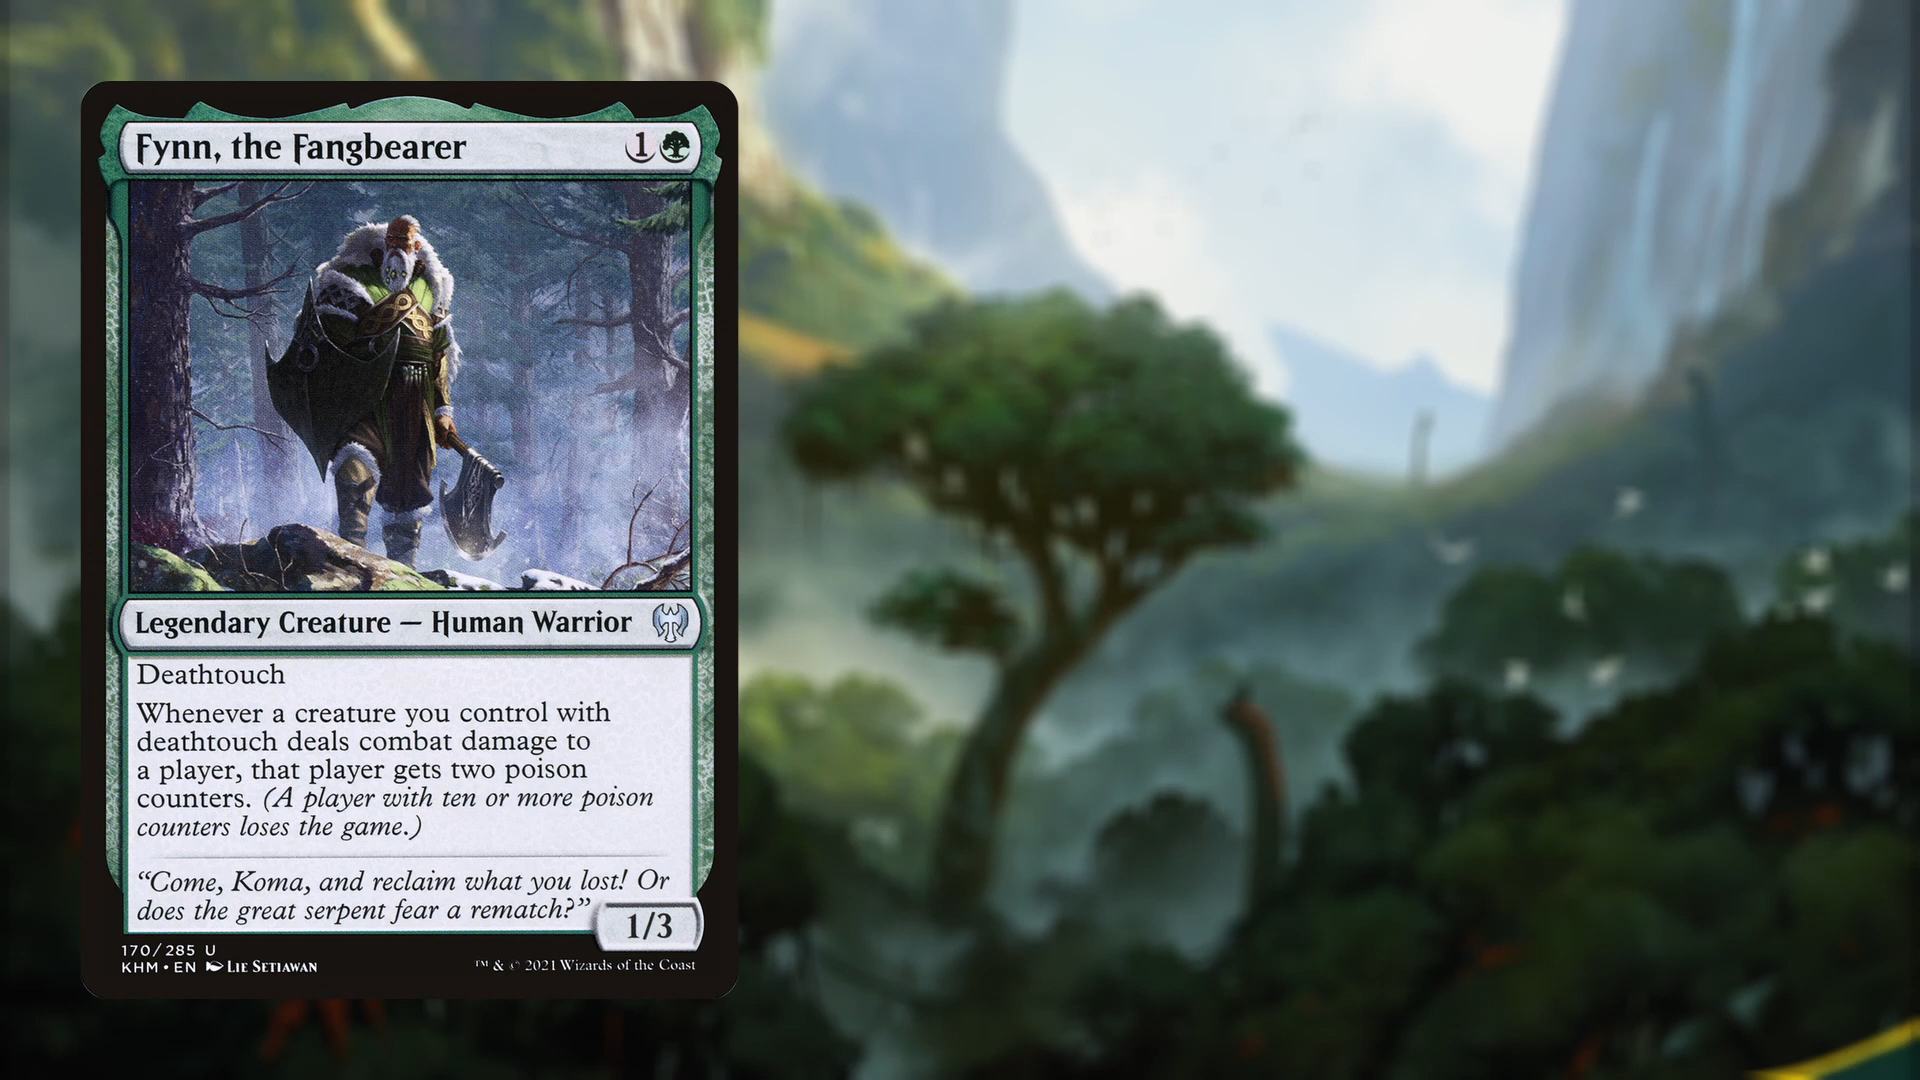 Fynn, the Fangbearer 1
Legendary Creature — Human Warrior
Deathtouch
Whenever a creature you control with
deathtouch deals combat damage to
a player, that player gets two poison
counters. (A player with ten or more poison
counters loses the game.)
“Come, Koma, and reclaim what you lost! Or
does the great serpent fear a rematch?”
1/3
170/285 U
KHM • EN Lie Setiawan
™ & © 2021 Wizards of the Coast